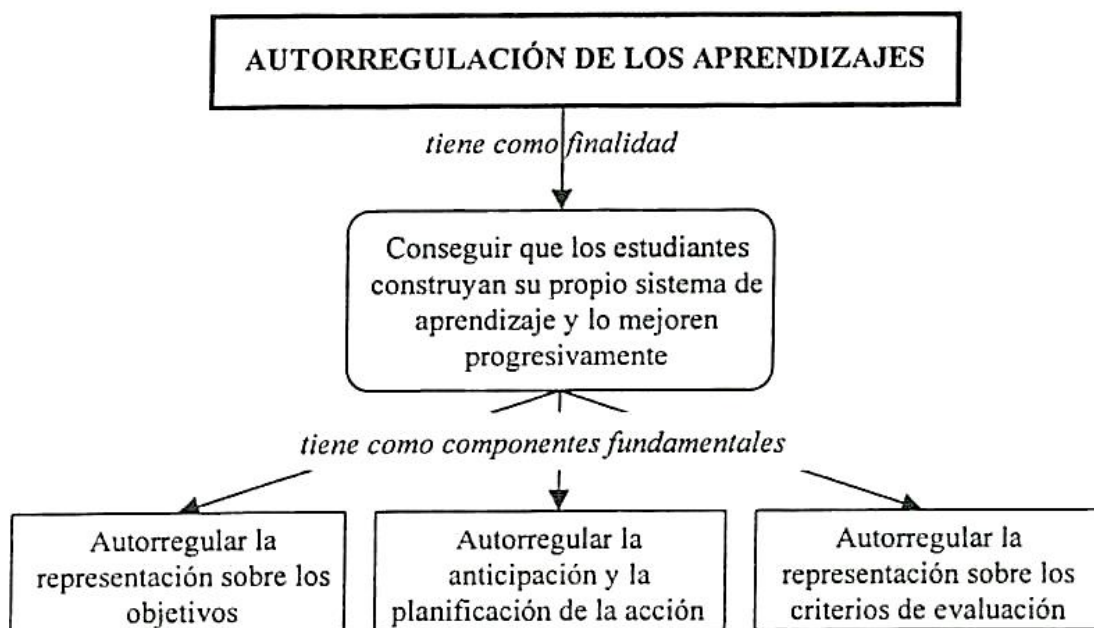 AUTORREGULACIÓN DE LOS APRENDIZAJES
tiene como finalidad
Conseguir que los estudiantes
construyan su propio sistema de
aprendizaje y lo mejoren
progresivamente
tiene como componentes fundamentales
Autorregular la
representación sobre los
objetivos
Autorregular la
anticipación y la
planificación de la acción
Autorregular la
representación sobre los
criterios de evaluación